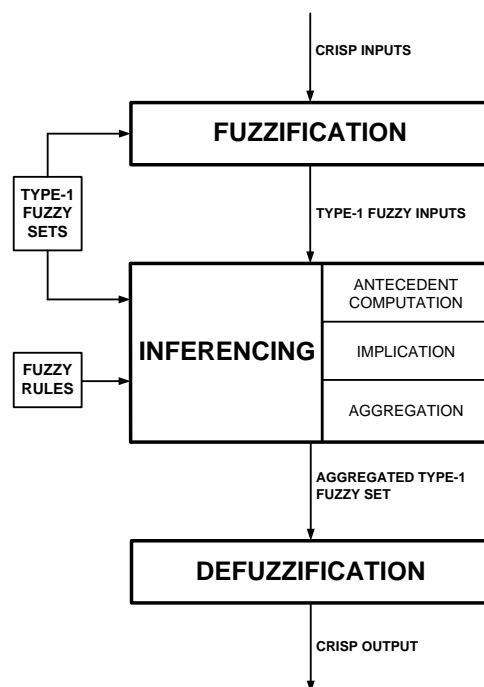 CRISP INPUTS
FUZZIFICATION
TYPE-1
FUZZY
SETS
TYPE-1 FUZZY INPUTS
ANTECEDENT
COMPUTATION
INFERENCING
IMPLICATION
FUZZY
RULES
AGGREGATION
AGGREGATED TYPE-1
FUZZY SET
DEFUZZIFICATION
CRISP OUTPUT